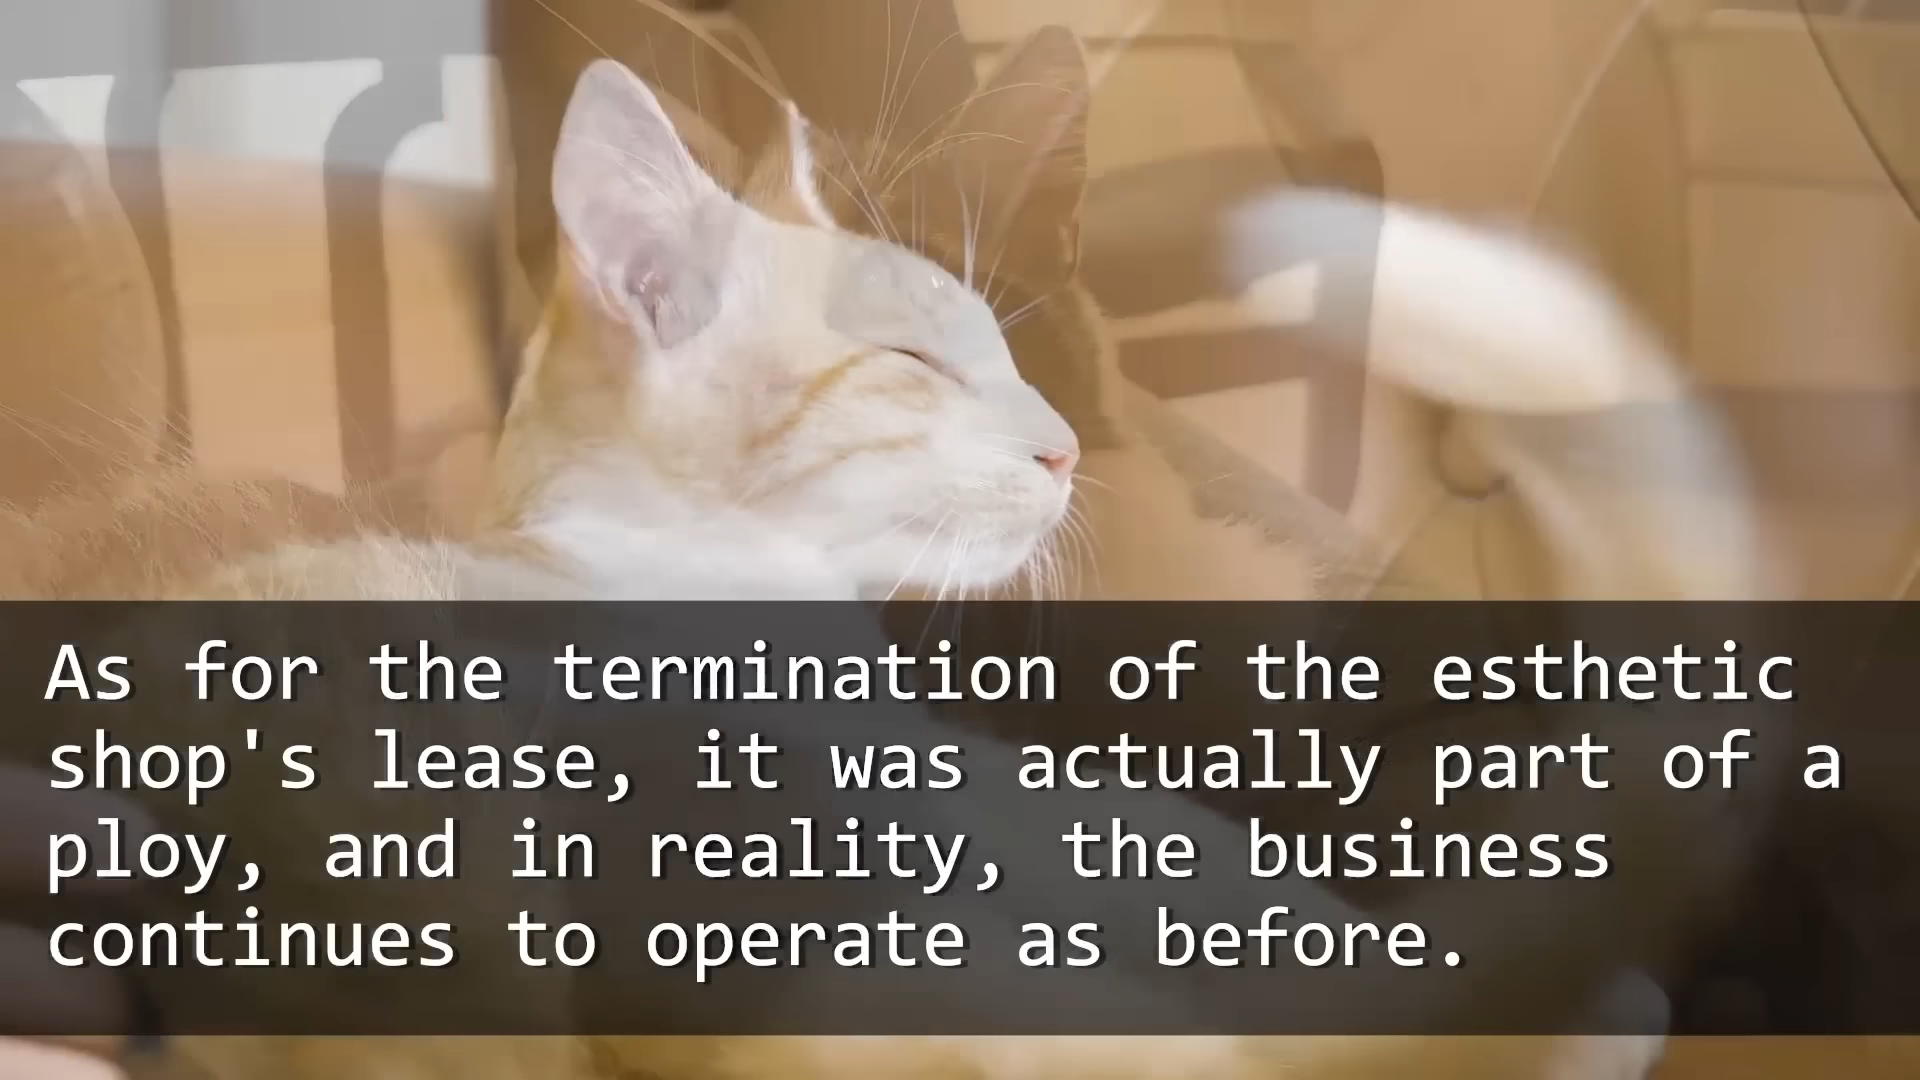 As for the termination of the esthetic
shop's lease, it was actually part of a
ploy, and in reality, the business
continues to operate as before.